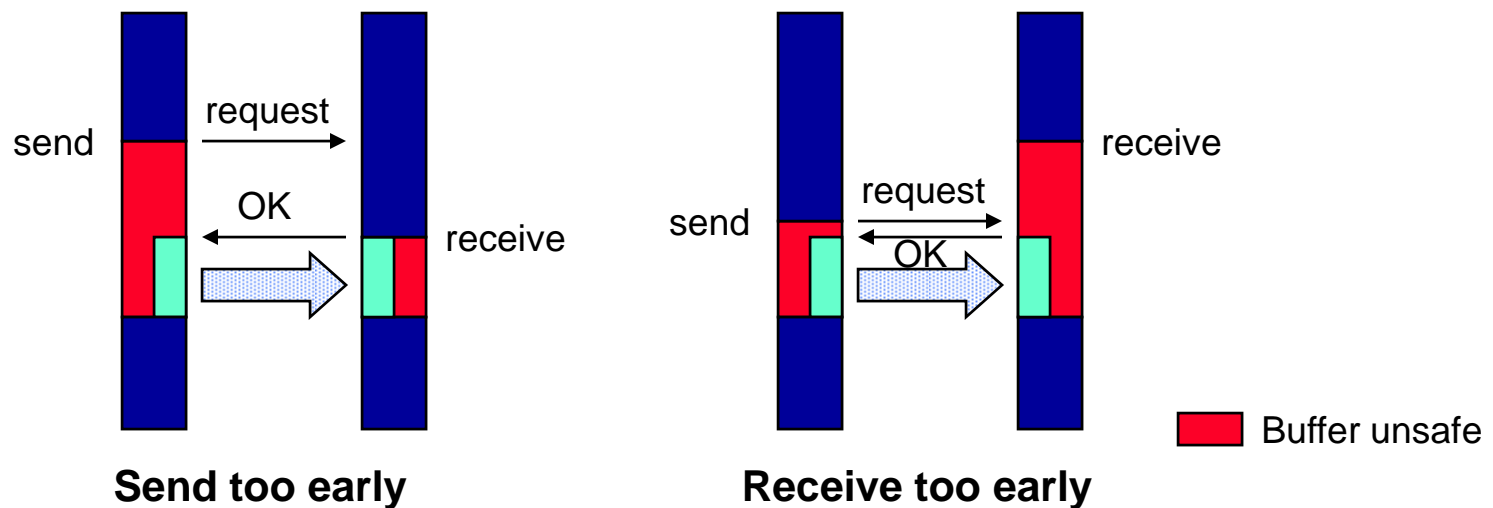 request
send
OK
receive
Send too early
receive
request
send
OK
Receive too early
Buffer unsafe